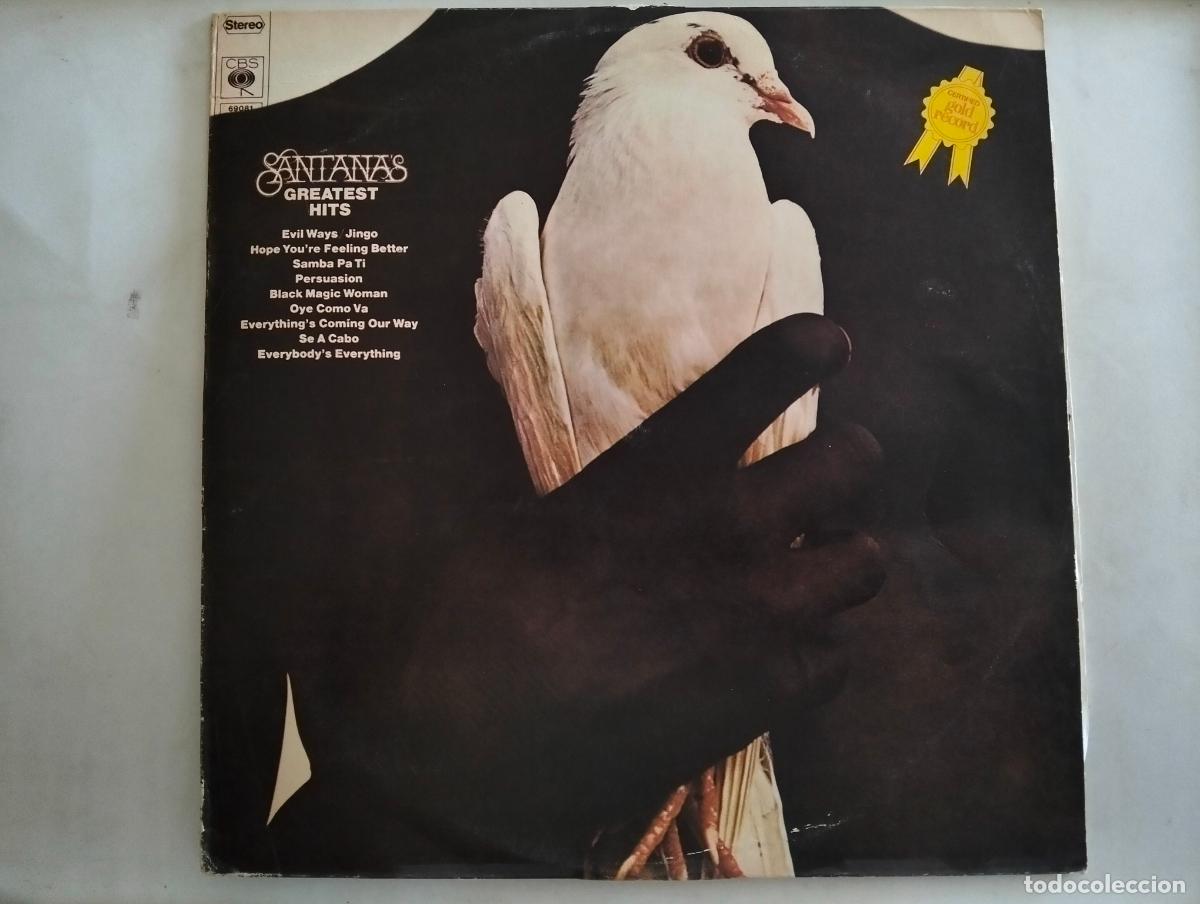 Stereo
CBS
69081
SANTANA'S
GREATEST
HITS
Evil Ways/Jingo
Hope You're Feeling Better
Samba Pa Ti
Persuasion
Black Magic Woman
Oye Como Va
Everything's Coming Our Way
Se A Cabo
Everybody's Everything
CERTIFIED
gold
record
todocoleccion